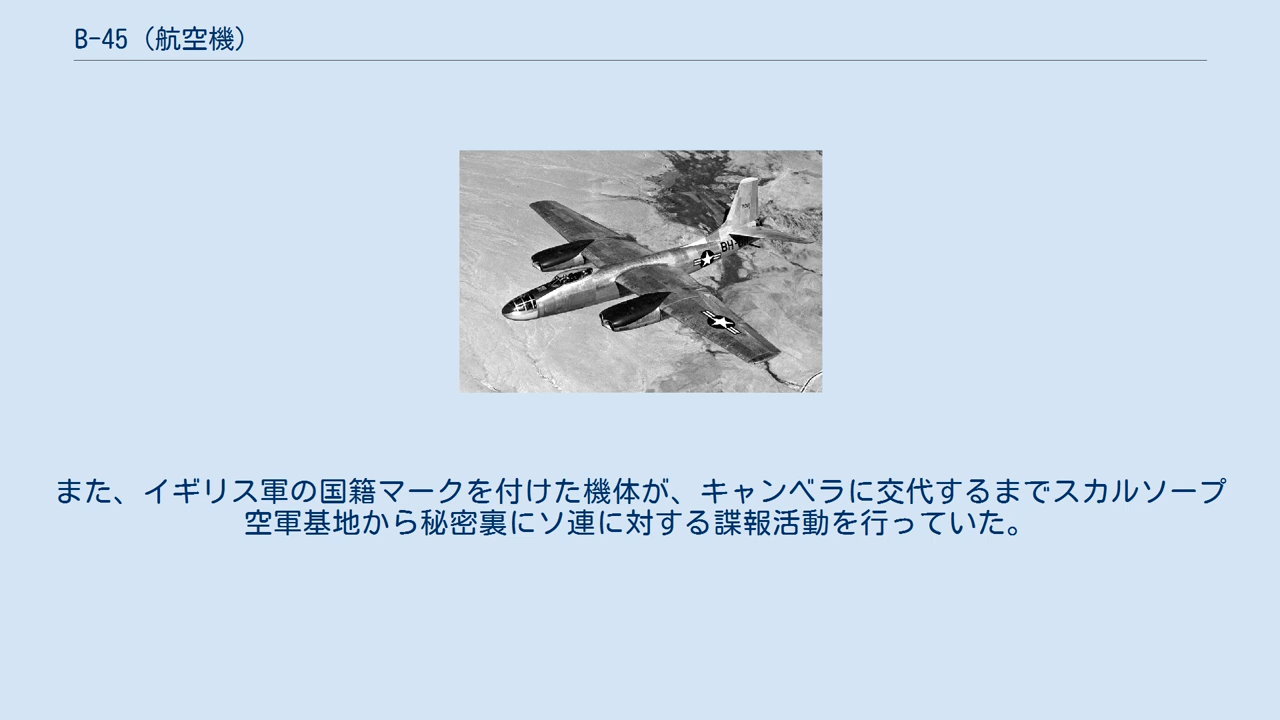 B-45（航空機）
また、イギリス軍の国籍マークを付けた機体が、キャンベラに交代するまでスカルソープ
空軍基地から秘密裏にソ連に対する諜報活動を行っていた。